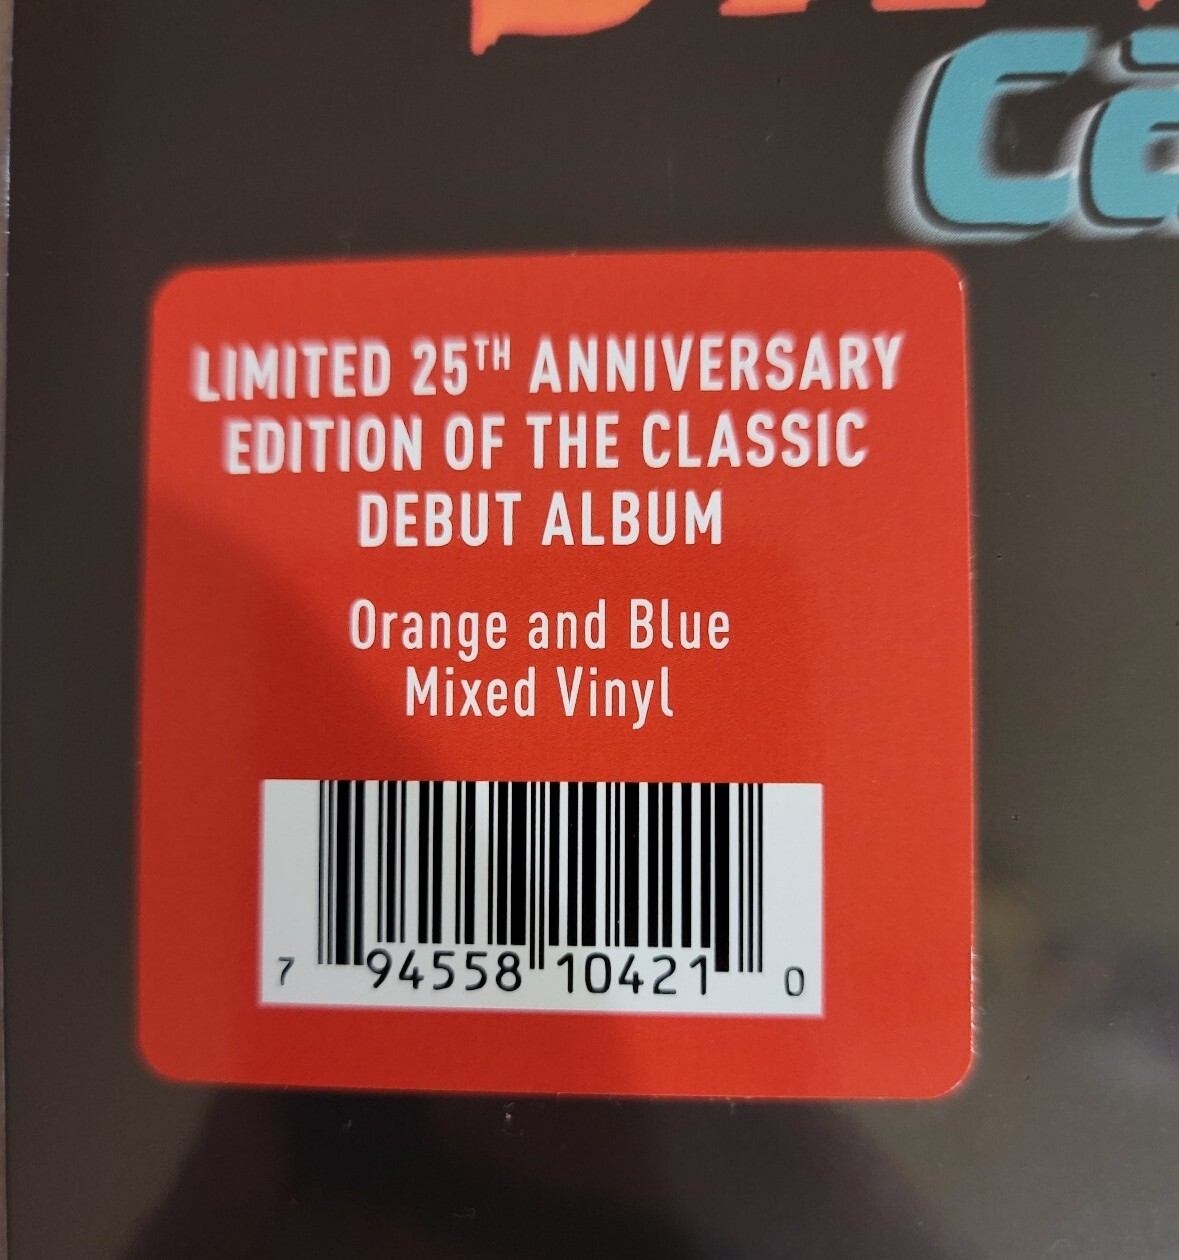 LIMITED 25TH ANNIVERSARY
EDITION OF THE CLASSIC
DEBUT ALBUM
Orange and Blue
Mixed Vinyl
7 94558 10421 0